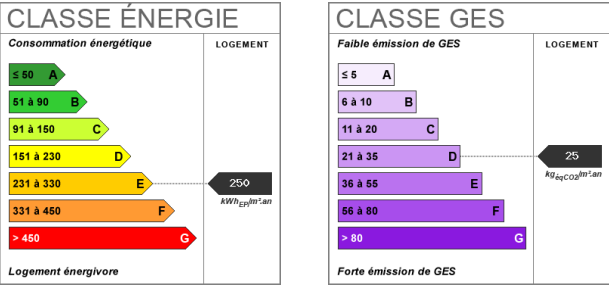 CLASSE ÉNERGIE
Consommation énergétique
LOGEMENT
≤ 50 A
51 à 90 B
91 à 150 C
151 à 230 D
231 à 330 E
250
kWhEP/m².an
331 à 450 F
> 450 G
Logement énergivore
CLASSE GES
Faible émission de GES
LOGEMENT
≤ 5 A
6 à 10 B
11 à 20 C
21 à 35 D
25
kgéqCO2/m².an
36 à 55 E
56 à 80 F
> 80 G
Forte émission de GES